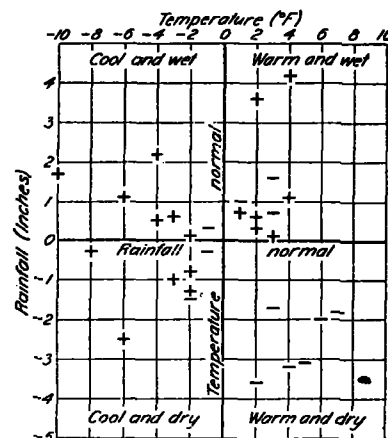 Temperature (°F)
-10 -8 -6 -4 -2 0 2 4 6 8 10
Cool and wet Warm and wet
4
3
2
1
0
-1
-2
-3
-4
Rainfall (Inches)
normal
Rainfall normal
Temperature
Cool and dry Warm and dry